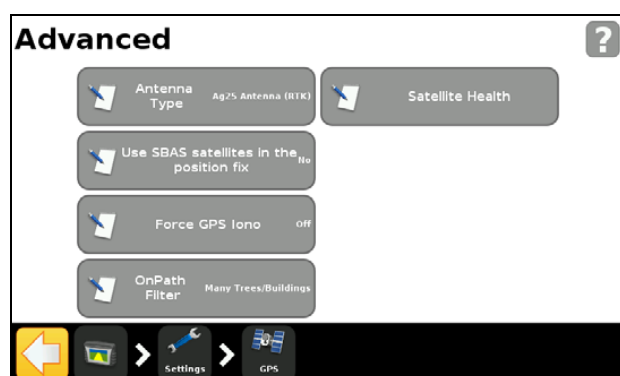 Advanced
?
Antenna
Type
Ag25 Antenna (RTK)
Satellite Health
Use SBAS satellites in the
position fix
No
Force GPS Iono
Off
OnPath
Filter
Many Trees/Buildings
Settings
GPS